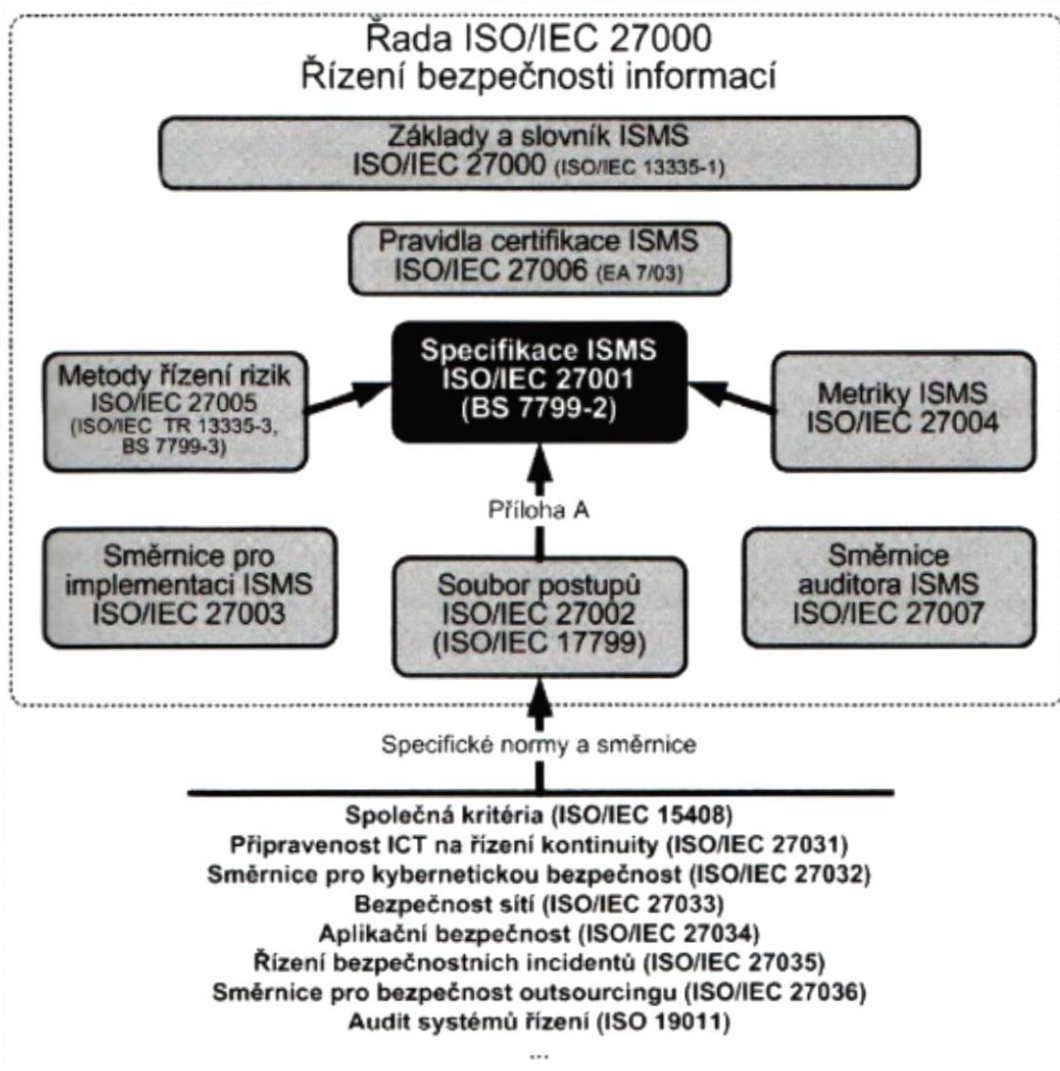 Řada ISO/IEC 27000
Řízení bezpečnosti informací
Základy a slovník ISMS
ISO/IEC 27000 (ISO/IEC 13335-1)
Pravidla certifikace ISMS
ISO/IEC 27006 (EA 7/03)
Specifikace ISMS
ISO/IEC 27001
(BS 7799-2)
Metody řízení rizik
ISO/IEC 27005
(ISO/IEC TR 13335-3,
BS 7799-3)
Metriky ISMS
ISO/IEC 27004
Příloha A
Směrnice pro
implementaci ISMS
ISO/IEC 27003
Soubor postupů
ISO/IEC 27002
(ISO/IEC 17799)
Směrnice
auditora ISMS
ISO/IEC 27007
Specifické normy a směrnice
Společná kritéria (ISO/IEC 15408)
Připravenost ICT na řízení kontinuity (ISO/IEC 27031)
Směrnice pro kybernetickou bezpečnost (ISO/IEC 27032)
Bezpečnost sítí (ISO/IEC 27033)
Aplikační bezpečnost (ISO/IEC 27034)
Řízení bezpečnostních incidentů (ISO/IEC 27035)
Směrnice pro bezpečnost outsourcingu (ISO/IEC 27036)
Audit systémů řízení (ISO 19011)
...